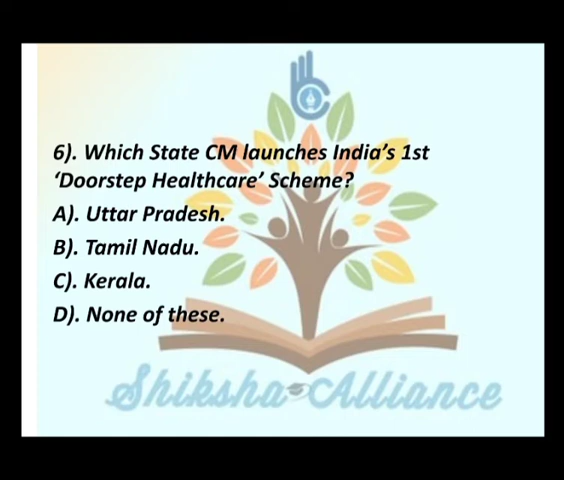 6). Which State CM launches India's 1st
'Doorstep Healthcare' Scheme?
A). Uttar Pradesh.
B). Tamil Nadu.
C). Kerala.
D). None of these.
Shiksha Alliance